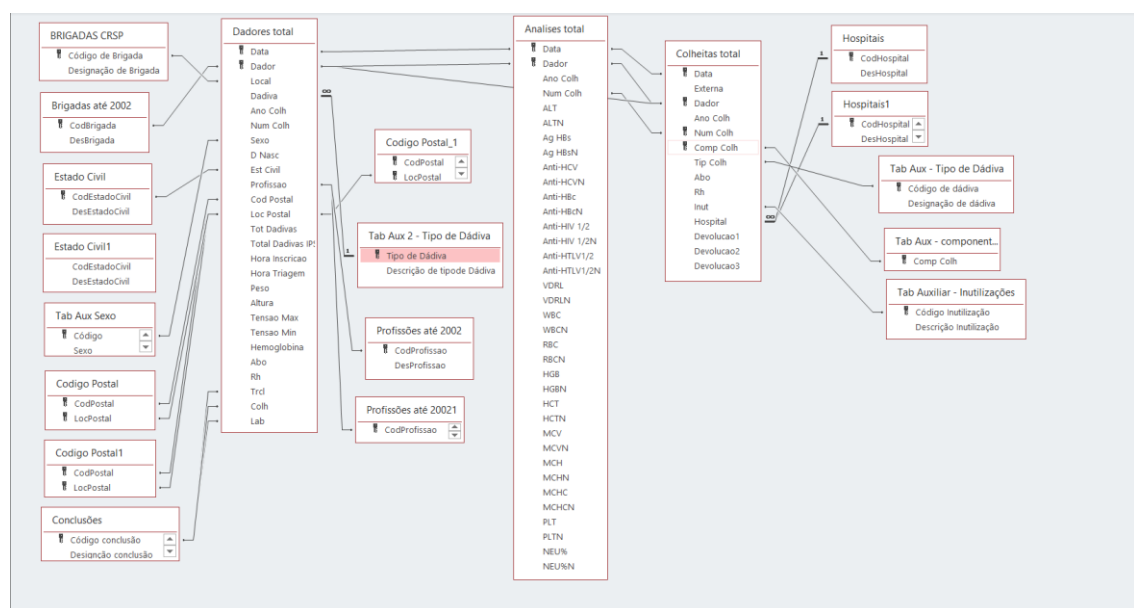 BRIGADAS CRSP
Código de Brigada
Designação de Brigada
Brigadas até 2002
CodBrigada
DesBrigada
Estado Civil
CodEstadoCivil
DesEstadoCivil
Estado Civil1
CodEstadoCivil
DesEstadoCivil
Tab Aux Sexo
Código
Sexo
Codigo Postal
CodPostal
LocPostal
Codigo Postal1
CodPostal
LocPostal
Conclusões
Código conclusão
Designção conclusão
Dadores total
Data
Dador
Local
Dadiva
Ano Colh
Num Colh
Sexo
D Nasc
Est Civil
Profissao
Cod Postal
Loc Postal
Tot Dadivas
Total Dadivas IPS
Hora Inscricao
Hora Triagem
Peso
Altura
Tensao Max
Tensao Min
Hemoglobina
Abo
Rh
Trcl
Colh
Lab
∞
1
Codigo Postal_1
CodPostal
LocPostal
Tab Aux 2 - Tipo de Dádiva
Tipo de Dádiva
Descrição de tipode Dádiva
Profissões até 2002
CodProfissao
DesProfissao
Profissões até 20021
CodProfissao
Analises total
Data
Dador
Ano Colh
Num Colh
ALT
ALTN
Ag HBs
Ag HBsN
Anti-HCV
Anti-HCVN
Anti-HBc
Anti-HBcN
Anti-HIV 1/2
Anti-HIV 1/2N
Anti-HTLV1/2
Anti-HTLV1/2N
VDRL
VDRLN
WBC
WBCN
RBC
RBCN
HGB
HGBN
HCT
HCTN
MCV
MCVN
MCH
MCHN
MCHC
MCHCN
PLT
PLTN
NEU%
NEU%N
Colheitas total
Data
Externa
Dador
Ano Colh
Num Colh
Comp Colh
Tip Colh
Abo
Rh
Inut
Hospital
Devolucao1
Devolucao2
Devolucao3
∞
1
1
Hospitais
CodHospital
DesHospital
Hospitais1
CodHospital
DesHospital
Tab Aux - Tipo de Dádiva
Código de dádiva
Designação de dádiva
Tab Aux - component...
Comp Colh
Tab Auxiliar - Inutilizações
Código Inutilização
Descrição Inutilização